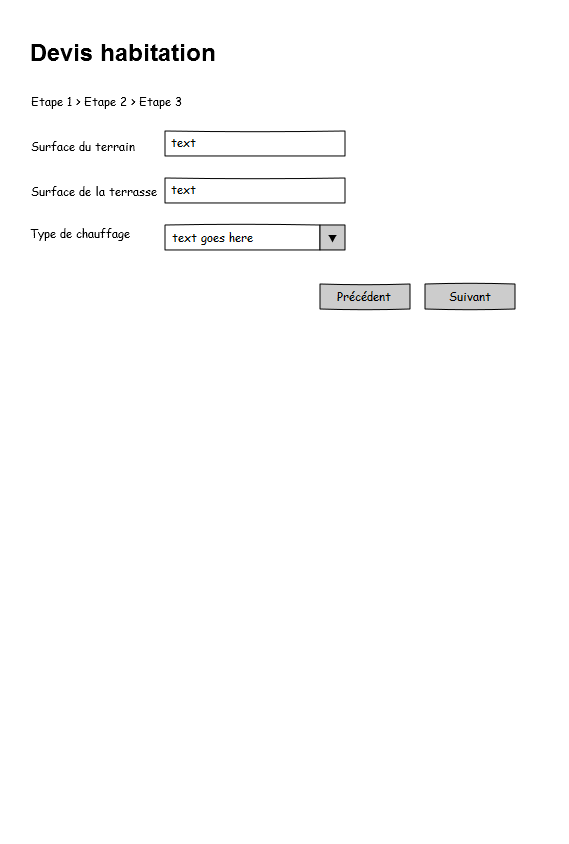 Devis habitation
Etape 1 > Etape 2 > Etape 3
Surface du terrain text
Surface de la terrasse text
Type de chauffage text goes here ▼
Précédent Suivant